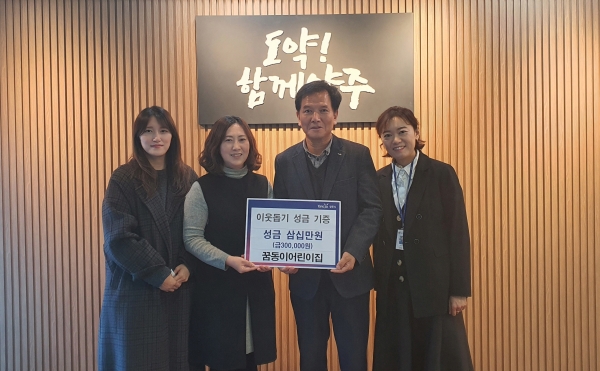 도약!
함께양주
이웃돕기 성금 기증
성금 삼십만원
(금300,000원)
꿈동이어린이집